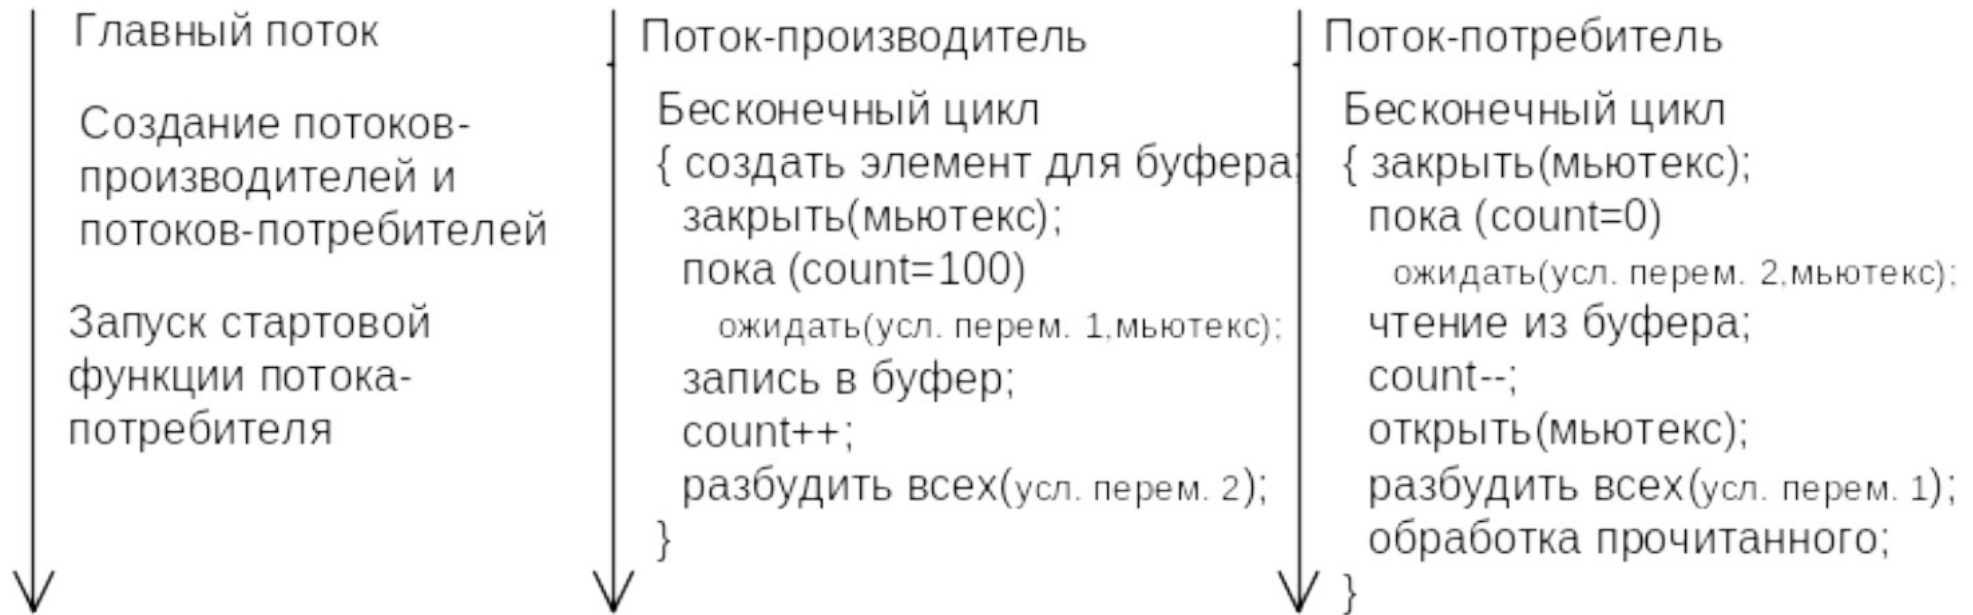 Главный поток
Создание потоков-
производителей и
потоков-потребителей
Запуск стартовой
функции потока-
потребителя
Поток-производитель
Бесконечный цикл
{ создать элемент для буфера;
закрыть(мьютекс);
пока (count=100)
ожидать(усл. перем. 1,мьютекс);
запись в буфер;
count++;
разбудить всех(усл. перем. 2);
}
Поток-потребитель
Бесконечный цикл
{ закрыть(мьютекс);
пока (count=0)
ожидать(усл. перем. 2,мьютекс);
чтение из буфера;
count--;
открыть(мьютекс);
разбудить всех(усл. перем. 1);
обработка прочитанного;
}